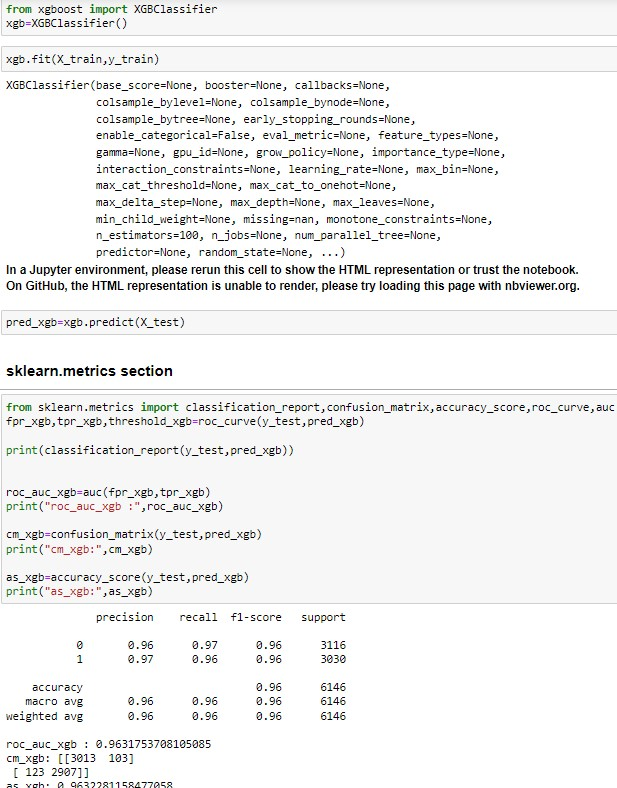 from xgboost import XGBClassifier
xgb=XGBClassifier()
xgb.fit(X_train,y_train)
XGBClassifier(base_score=None, booster=None, callbacks=None,
colsample_bylevel=None, colsample_bynode=None,
colsample_bytree=None, early_stopping_rounds=None,
enable_categorical=False, eval_metric=None, feature_types=None,
gamma=None, gpu_id=None, grow_policy=None, importance_type=None,
interaction_constraints=None, learning_rate=None, max_bin=None,
max_cat_threshold=None, max_cat_to_onehot=None,
max_delta_step=None, max_depth=None, max_leaves=None,
min_child_weight=None, missing=nan, monotone_constraints=None,
n_estimators=100, n_jobs=None, num_parallel_tree=None,
predictor=None, random_state=None, ...)
In a Jupyter environment, please rerun this cell to show the HTML representation or trust the notebook.
On GitHub, the HTML representation is unable to render, please try loading this page with nbviewer.org.
pred_xgb=xgb.predict(X_test)
sklearn.metrics section
from sklearn.metrics import classification_report,confusion_matrix,accuracy_score,roc_curve,auc
fpr_xgb,tpr_xgb,threshold_xgb=roc_curve(y_test,pred_xgb)
print(classification_report(y_test,pred_xgb))
roc_auc_xgb=auc(fpr_xgb,tpr_xgb)
print("roc_auc_xgb :",roc_auc_xgb)
cm_xgb=confusion_matrix(y_test,pred_xgb)
print("cm_xgb:",cm_xgb)
as_xgb=accuracy_score(y_test,pred_xgb)
print("as_xgb:",as_xgb)
precision recall f1-score support
0 0.96 0.97 0.96 3116
1 0.97 0.96 0.96 3030
accuracy 0.96 6146
macro avg 0.96 0.96 0.96 6146
weighted avg 0.96 0.96 0.96 6146
roc_auc_xgb : 0.9631753708105085
cm_xgb: [[3013 103]
[ 123 2907]]
as_xgb: 0.9632281158477058